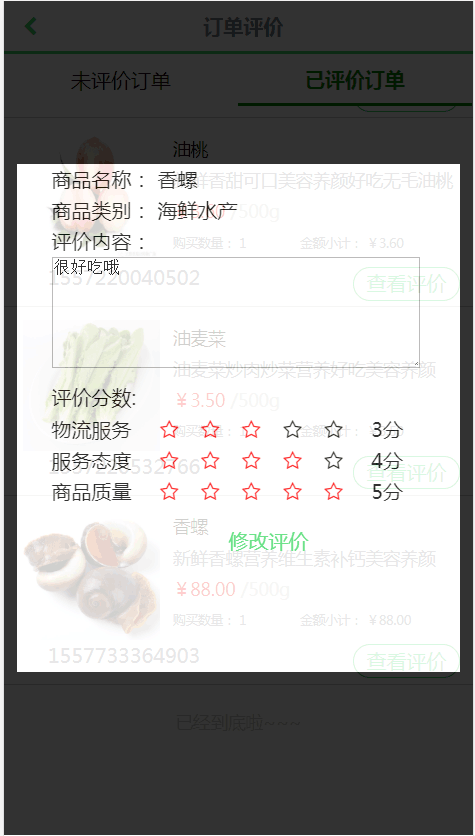 订单评价
未评价订单 已评价订单
油桃
商品名称： 香螺
鲜香甜可口美容养颜好吃无毛油桃
商品类别： 海鲜水产
/500g
评价内容：
购买数量： 1 金额小计： ￥3.60
很好吃哦
1557220040502 查看评价
油麦菜
油麦菜炒肉炒菜营养好吃美容养颜
￥3.50 /500g
评价分数:
物流服务 3分
服务态度 4分
查看评价
商品质量 5分
香螺
修改评价
新鲜香螺营养维生素补钙美容养颜
￥88.00 /500g
购买数量： 1 金额小计： ￥88.00
1557733364903 查看评价
已经到底啦~~~